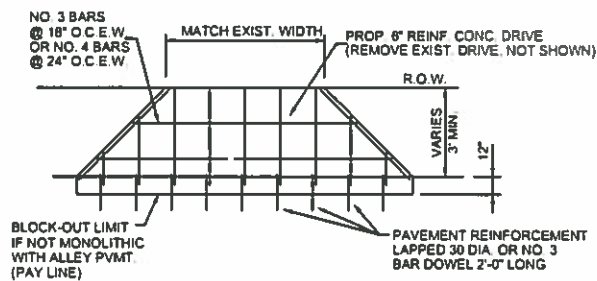 NO. 3 BARS
@ 18" O.C.E.W.
OR NO. 4 BARS
@ 24" O.C.E.W.
MATCH EXIST. WIDTH
PROP. 6" REINF. CONC. DRIVE
(REMOVE EXIST. DRIVE, NOT SHOWN)
R.O.W.
VARIES
3' MIN.
12"
BLOCK-OUT LIMIT
IF NOT MONOLITHIC
WITH ALLEY PVMT.
(PAY LINE)
PAVEMENT REINFORCEMENT
LAPPED 30 DIA. OR NO. 3
BAR DOWEL 2'-0" LONG